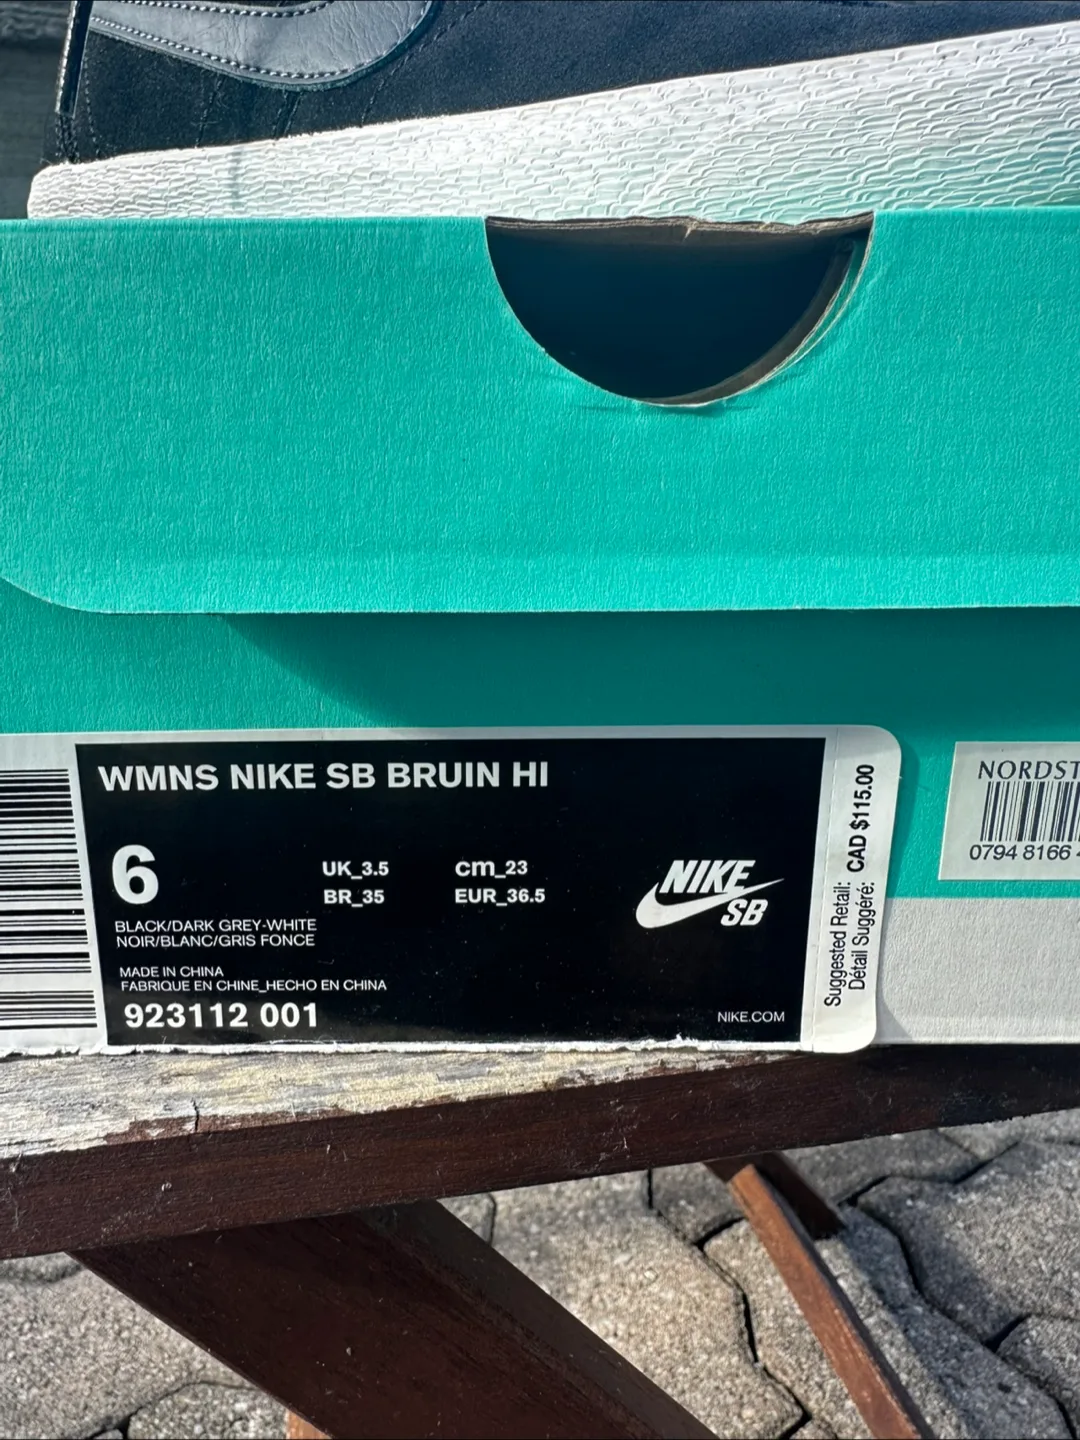 WMNS NIKE SB BRUIN HI
6
UK_3.5
cm_23
BR_35
EUR_36.5
BLACK/DARK GREY-WHITE
NOIR/BLANC/GRIS FONCE
MADE IN CHINA
FABRIQUE EN CHINE_HECHO EN CHINA
923112 001
NIKE
SB
NIKE.COM
Suggested Retail:
Détail Suggéré: CAD $115.00
NORDST
0794 8166